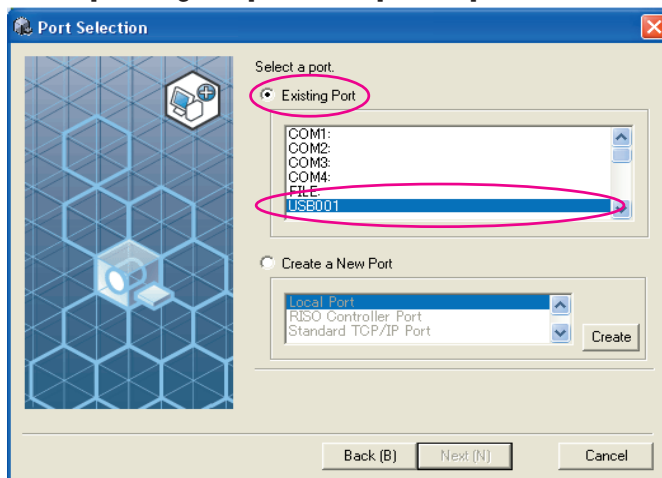 Port Selection
Select a port.
Existing Port
COM1:
COM2:
COM3:
COM4:
FILE:
USB001
Create a New Port
Local Port
RISO Controller Port
Standard TCP/IP Port
Create
Back (B)
Next (N)
Cancel